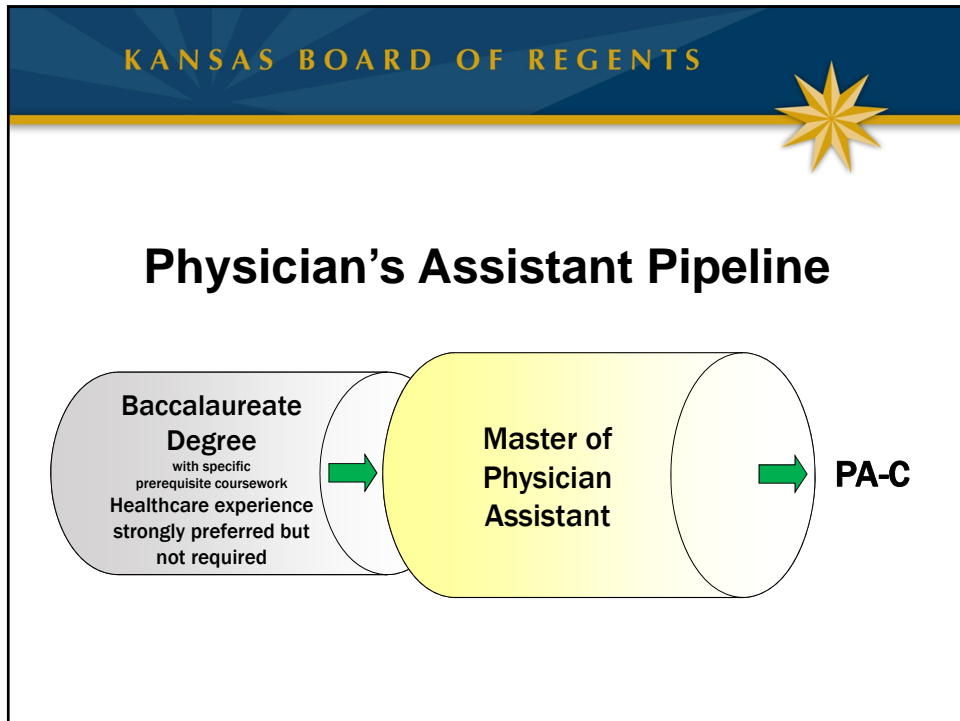 KANSAS BOARD OF REGENTS
Physician’s Assistant Pipeline
Baccalaureate
Degree
with specific
prerequisite coursework
Healthcare experience
strongly preferred but
not required
Master of
Physician
Assistant
PA-C